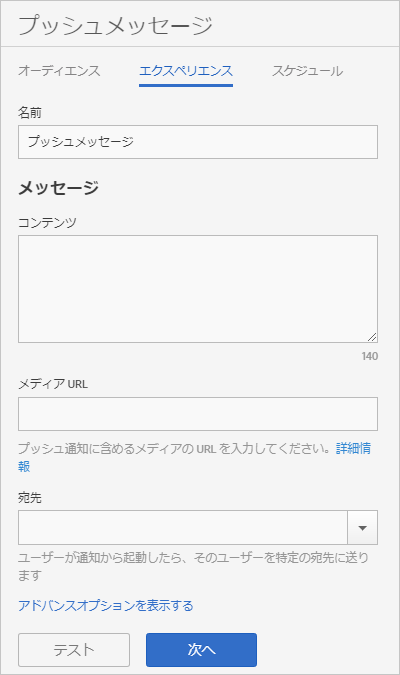 プッシュメッセージ
オーディエンス エクスペリエンス スケジュール
名前
プッシュメッセージ
メッセージ
コンテンツ
140
メディア URL
プッシュ通知に含めるメディアの URL を入力してください。詳細情
報
宛先
ユーザーが通知から起動したら、そのユーザーを特定の宛先に送り
ます
アドバンスオプションを表示する
テスト 次へ